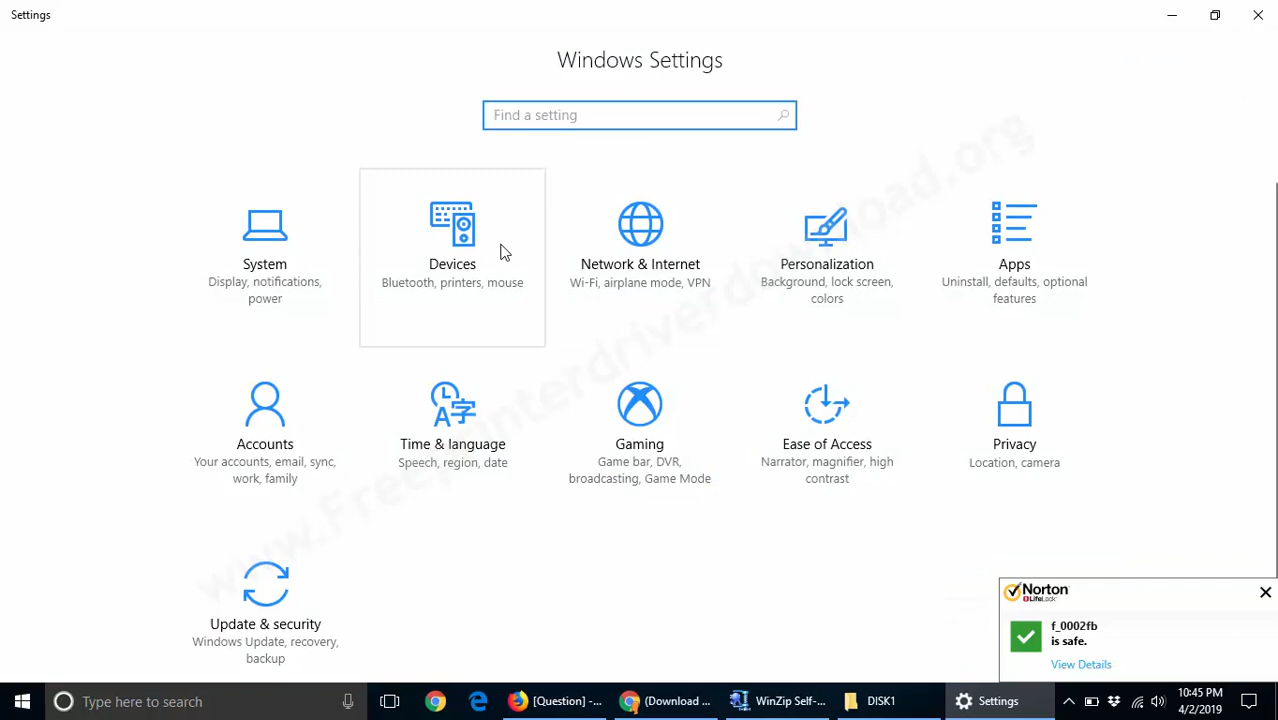 Settings
Windows Settings
Find a setting
System
Display, notifications,
power
Devices
Bluetooth, printers, mouse
Network & Internet
Wi-Fi, airplane mode, VPN
Personalization
Background, lock screen,
colors
Apps
Uninstall, defaults, optional
features
Accounts
Your accounts, email, sync,
work, family
Time & language
Speech, region, date
Gaming
Game bar, DVR,
broadcasting, Game Mode
Ease of Access
Narrator, magnifier, high
contrast
Privacy
Location, camera
Update & security
Windows Update, recovery,
backup
www.Freeprinterdriverdownload.org
Norton
LifeLock
f_0002fb
is safe.
View Details
Type here to search
[Question] -...
(Download ...
WinZip Self-...
DISK1
Settings
10:45 PM
4/2/2019